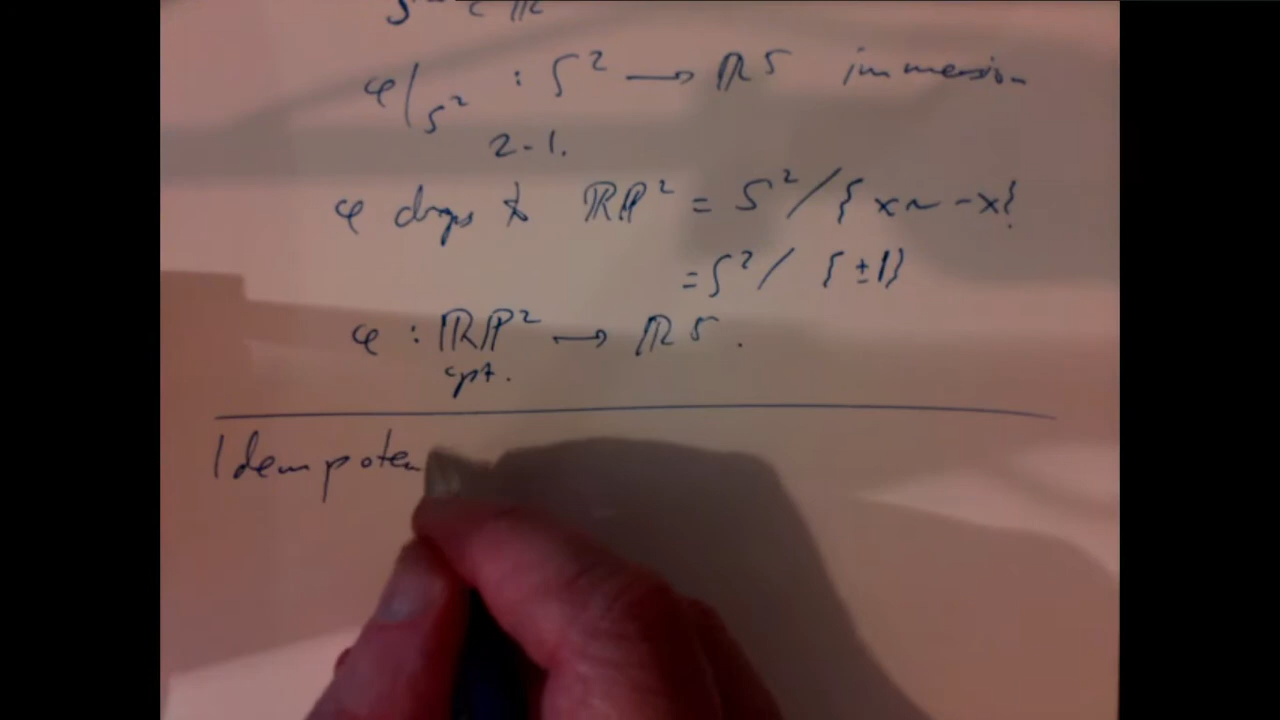 φ|S² : S² → ℝ5 immersion
2-1.
φ drops to ℝP² = S²/{x~-x}
= S²/{±1}
φ : ℝP² → ℝ5.
cpt.
Idempoten